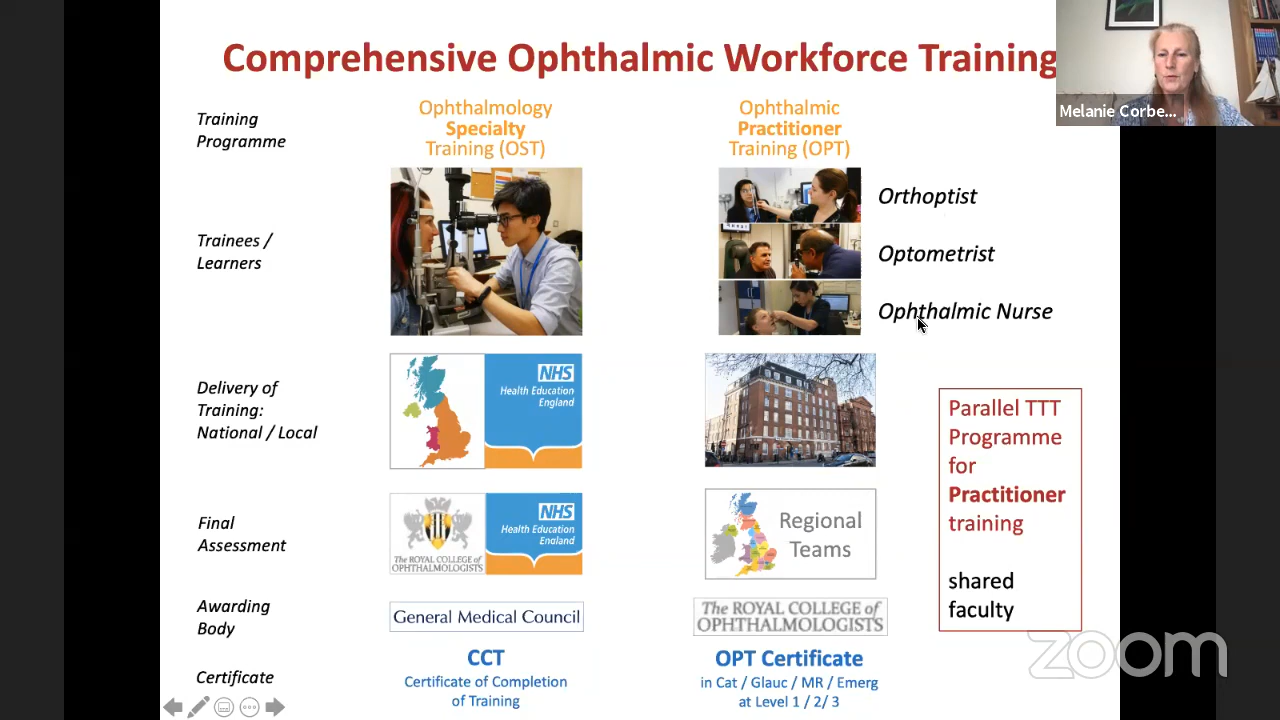 Comprehensive Ophthalmic Workforce Training
Melanie Corbe...
Training
Programme
Ophthalmology
Specialty
Training (OST)
Ophthalmic
Practitioner
Training (OPT)
Trainees /
Learners
Orthoptist
Optometrist
Ophthalmic Nurse
Delivery of
Training:
National / Local
NHS
Health Education
England
Parallel TTT
Programme
for
Practitioner
training
shared
faculty
Final
Assessment
THE ROYAL COLLEGE of
OPHTHALMOLOGISTS
NHS
Health Education
England
Regional
Teams
Awarding
Body
General Medical Council
The ROYAL COLLEGE of
OPHTHALMOLOGISTS
Certificate
CCT
Certificate of Completion
of Training
OPT Certificate
in Cat / Glauc / MR / Emerg
at Level 1 / 2/ 3
zoom